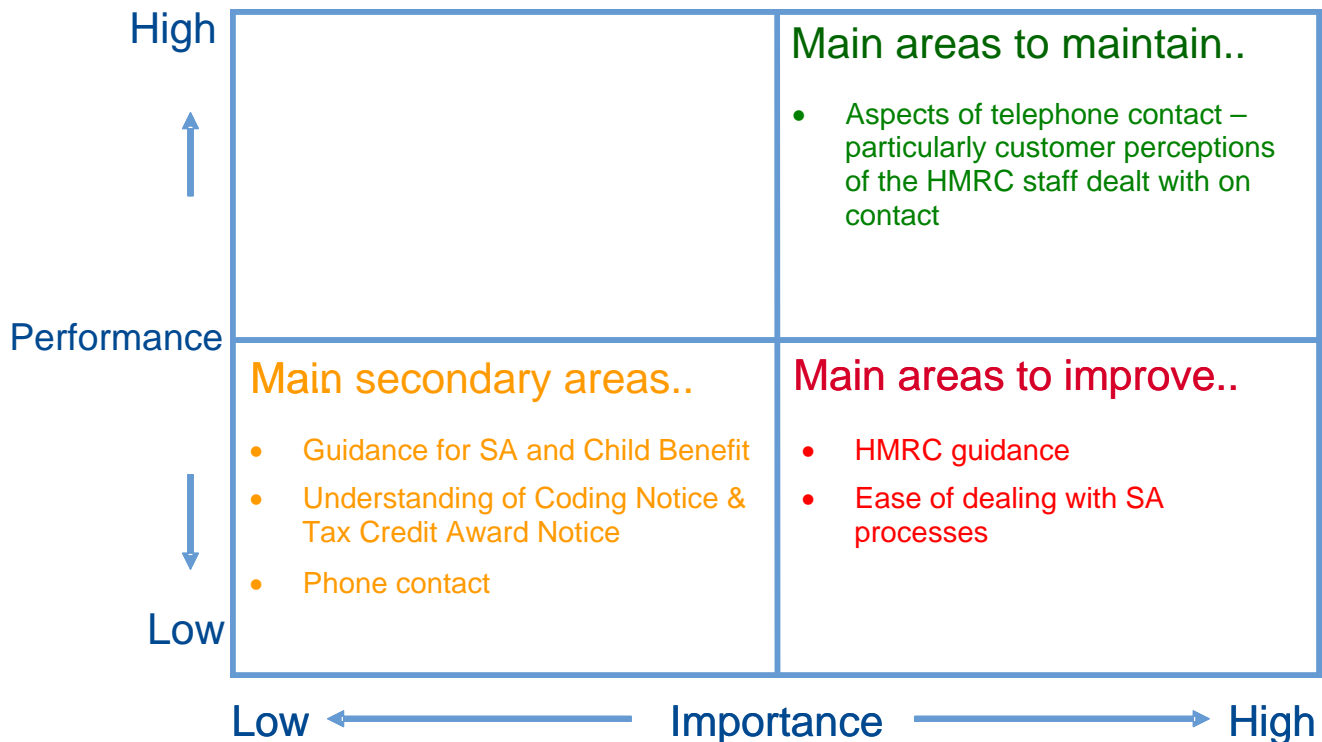 High
Main areas to maintain..
• Aspects of telephone contact –
particularly customer perceptions
of the HMRC staff dealt with on
contact
Performance
Main secondary areas..
• Guidance for SA and Child Benefit
• Understanding of Coding Notice &
Tax Credit Award Notice
• Phone contact
Main areas to improve..
• HMRC guidance
• Ease of dealing with SA
processes
Low
Low
Importance
High